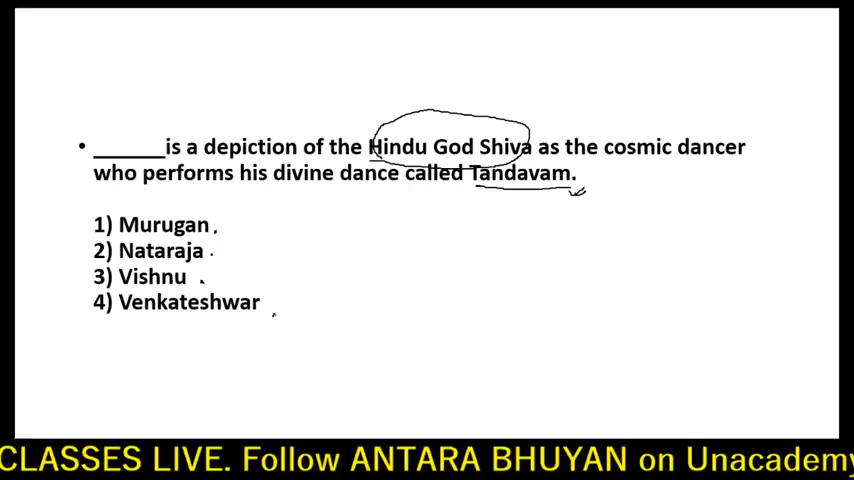 • ______is a depiction of the Hindu God Shiva as the cosmic dancer
who performs his divine dance called Tandavam.
1) Murugan
2) Nataraja
3) Vishnu
4) Venkateshwar
CLASSES LIVE. Follow ANTARA BHUYAN on Unacademy